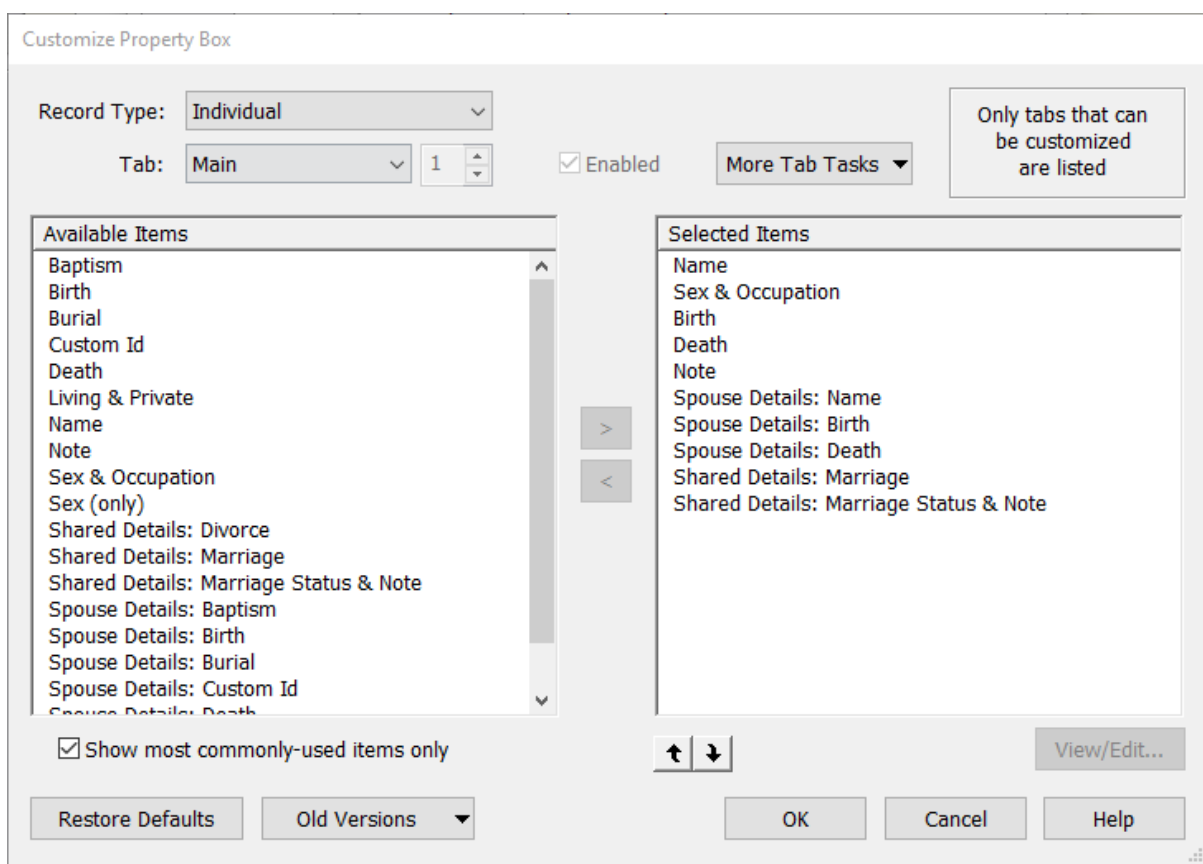 Customize Property Box
Record Type:
Individual
Only tabs that can
be customized
are listed
Tab:
Main
1
Enabled
More Tab Tasks
Available Items
Baptism
Birth
Burial
Custom Id
Death
Living & Private
Name
Note
Sex & Occupation
Sex (only)
Shared Details: Divorce
Shared Details: Marriage
Shared Details: Marriage Status & Note
Spouse Details: Baptism
Spouse Details: Birth
Spouse Details: Burial
Spouse Details: Custom Id
Spouse Details: Death
>
<
Selected Items
Name
Sex & Occupation
Birth
Death
Note
Spouse Details: Name
Spouse Details: Birth
Spouse Details: Death
Shared Details: Marriage
Shared Details: Marriage Status & Note
Show most commonly-used items only
View/Edit...
Restore Defaults
Old Versions
OK
Cancel
Help